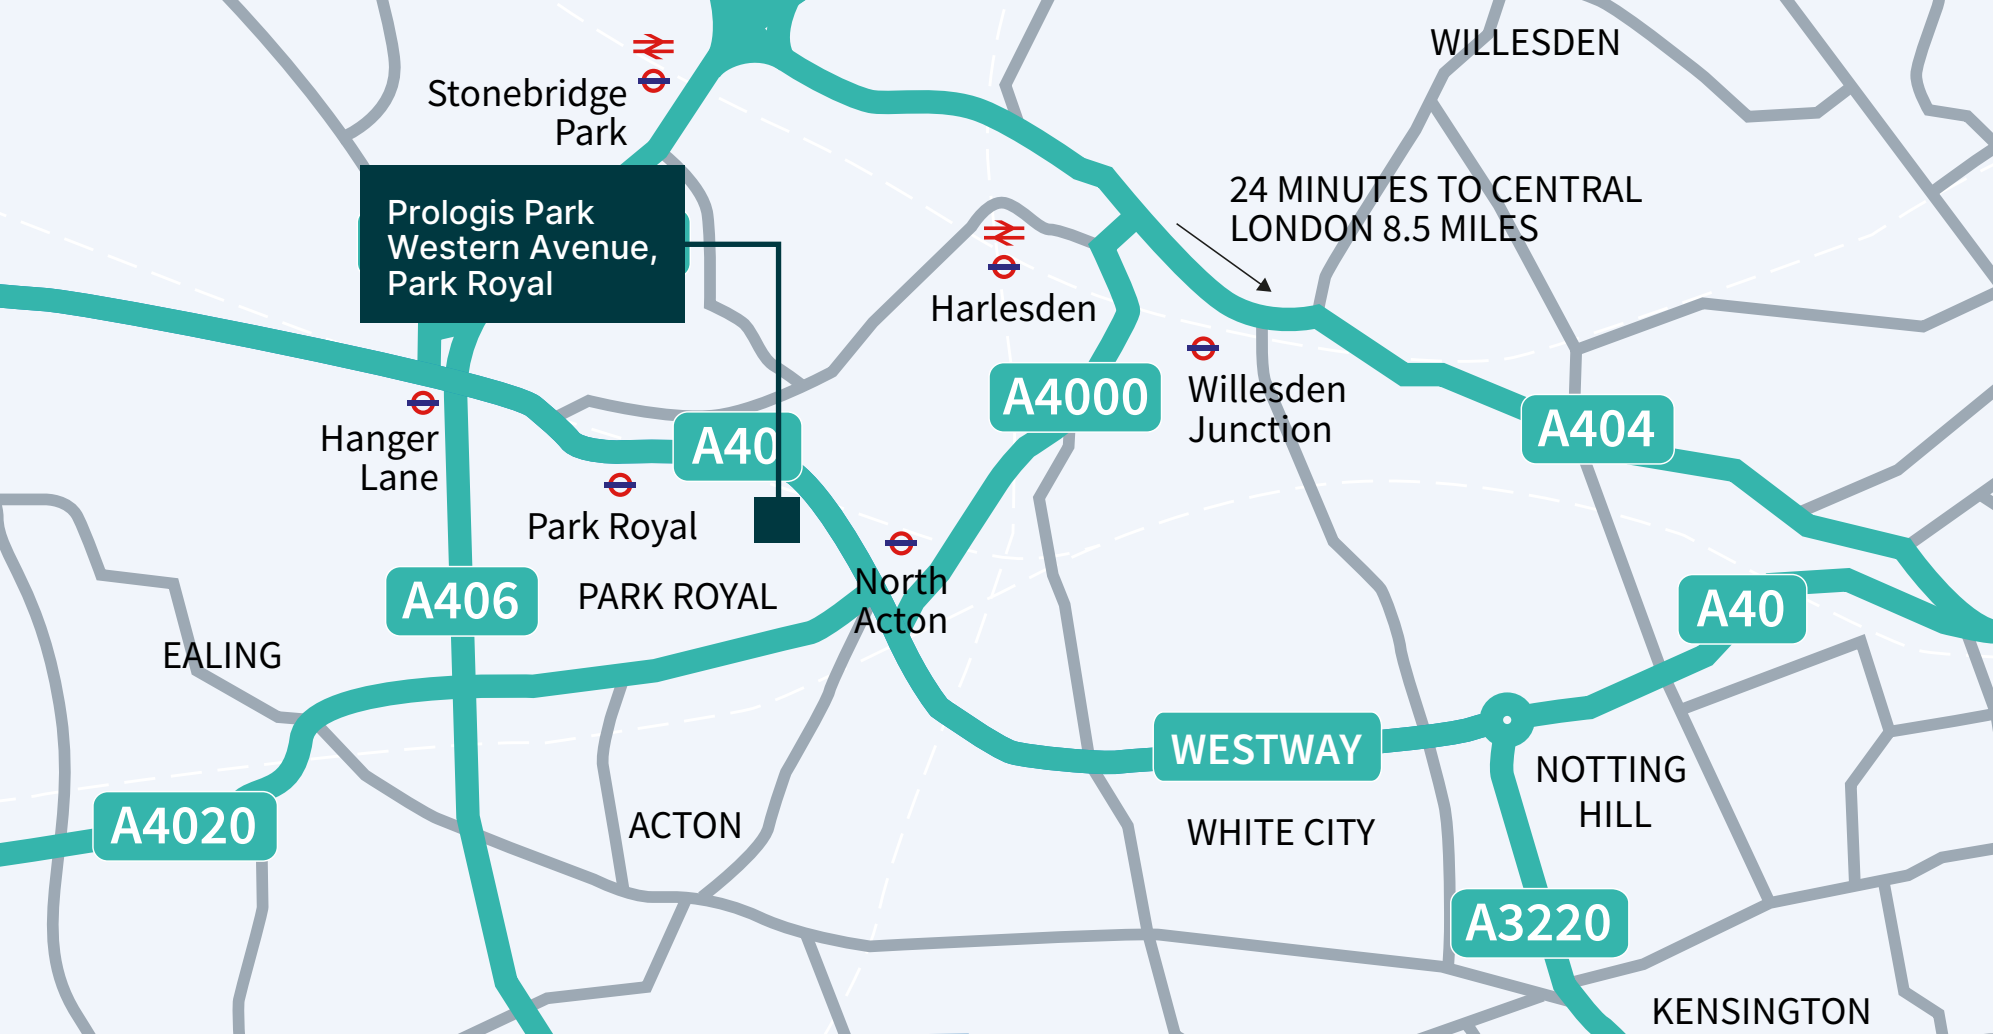 WILLESDEN
Stonebridge
Park
24 MINUTES TO CENTRAL
LONDON 8.5 MILES
Prologis Park
Western Avenue,
Park Royal
Harlesden
A4000
Willesden
Junction
A404
Hanger
Lane
A40
Park Royal
North
Acton
A406
PARK ROYAL
A40
EALING
WESTWAY
NOTTING
HILL
A4020
ACTON
WHITE CITY
A3220
KENSINGTON